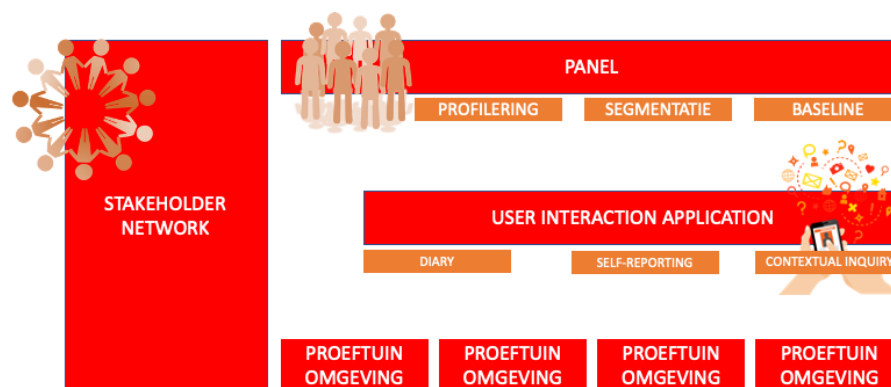 PANEL
PROFILERING
SEGMENTATIE
BASELINE
STAKEHOLDER
NETWORK
USER INTERACTION APPLICATION
DIARY
SELF-REPORTING
CONTEXTUAL INQUIRY
PROEFTUIN
OMGEVING
PROEFTUIN
OMGEVING
PROEFTUIN
OMGEVING
PROEFTUIN
OMGEVING